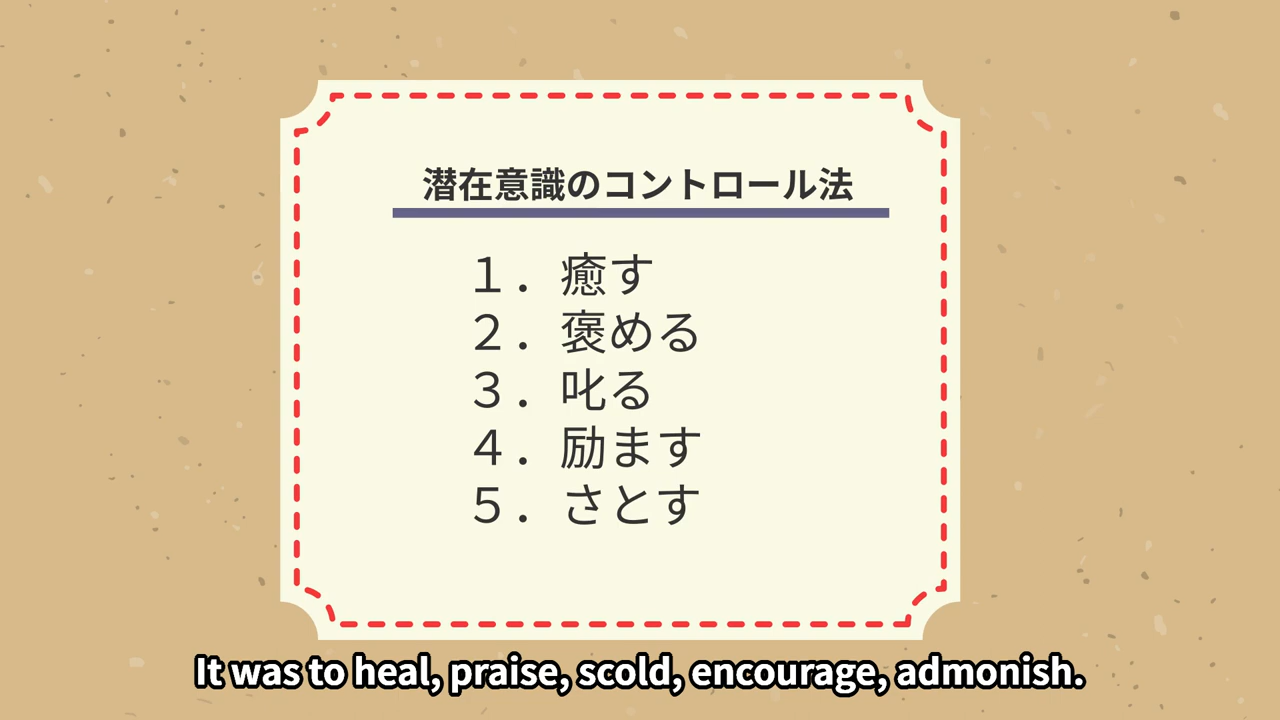 潜在意識のコントロール法
１．癒す
２．褒める
３．叱る
４．励ます
５．さとす
It was to heal, praise, scold, encourage, admonish.